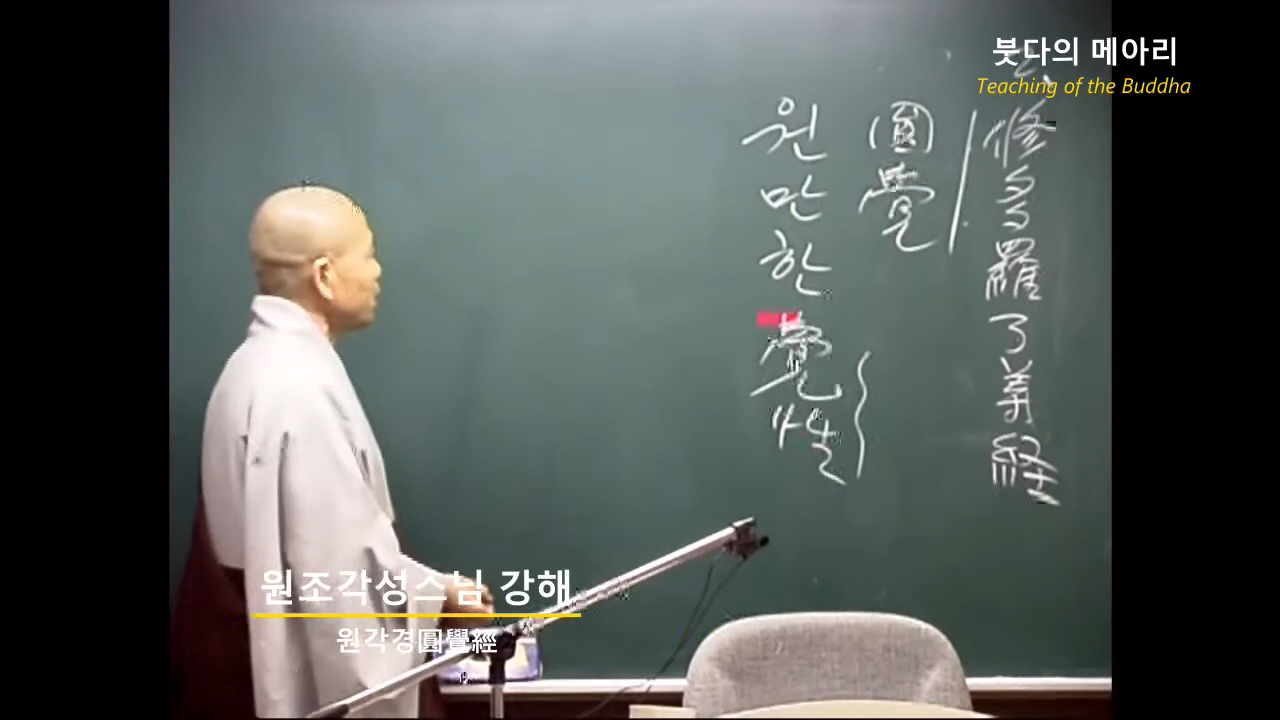 붓다의 메아리
Teaching of the Buddha
修多羅了義経
圓覺
원만한覺性
원조각성스님 강해
원각경圓覺經